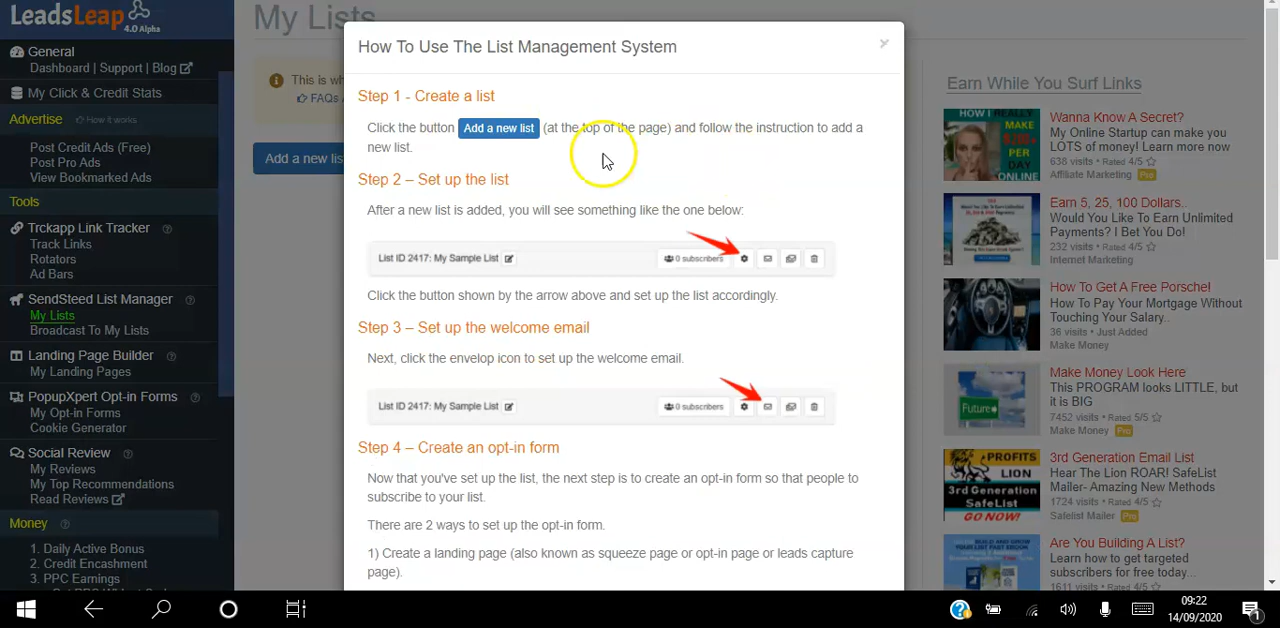 LeadsLeap
4.0 Alpha
General
Dashboard | Support | Blog
My Click & Credit Stats
Advertise How it works
Post Credit Ads (Free)
Post Pro Ads
View Bookmarked Ads
Tools
Trckapp Link Tracker
Track Links
Rotators
Ad Bars
SendSteed List Manager
My Lists
Broadcast To My Lists
Landing Page Builder
My Landing Pages
PopupXpert Opt-in Forms
My Opt-in Forms
Cookie Generator
Social Review
My Reviews
My Top Recommendations
Read Reviews
Money
1. Daily Active Bonus
2. Credit Encashment
3. PPC Earnings
My Lists
This is wh
FAQs
Add a new lis
How To Use The List Management System
×
Step 1 - Create a list
Click the button Add a new list (at the top of the page) and follow the instruction to add a
new list.
Step 2 – Set up the list
After a new list is added, you will see something like the one below:
List ID 2417: My Sample List 0 subscribers
Click the button shown by the arrow above and set up the list accordingly.
Step 3 – Set up the welcome email
Next, click the envelop icon to set up the welcome email.
List ID 2417: My Sample List 0 subscribers
Step 4 – Create an opt-in form
Now that you've set up the list, the next step is to create an opt-in form so that people to
subscribe to your list.
There are 2 ways to set up the opt-in form.
1) Create a landing page (also known as squeeze page or opt-in page or leads capture
page).
Earn While You Surf Links
Wanna Know A Secret?
My Online Startup can make you
LOTS of money! Learn more
638 visits • Rated 4/5
Affiliate Marketing Pro
Earn 5, 25, 100 Dollars..
Would You Like To Earn Unlimited
Payments? I Bet You Do!
232 visits • Rated 4/5
Internet Marketing
How To Get A Free Porsche!
How To Pay Your Mortgage Without
Touching Your Salary..
36 visits • Just Added
Make Money
Make Money Look Here
This PROGRAM looks LITTLE, but
it is BIG
7452 visits • Rated 5/5
Make Money Pro
3rd Generation Email List
Hear The Lion ROAR! SafeList
Mailer- Amazing New Methods
1724 visits • Rated 4/5
Safelist Mailer Pro
Are You Building A List?
Learn how to get targeted
subscribers for free today...
1611 visits • Rated 4/5
HOW I
MAKE
PER
DAY
ONLINE
Future
PROFITS
LION
3rd Generation
SafeList
GO NOW!
09:22
14/09/2020
1